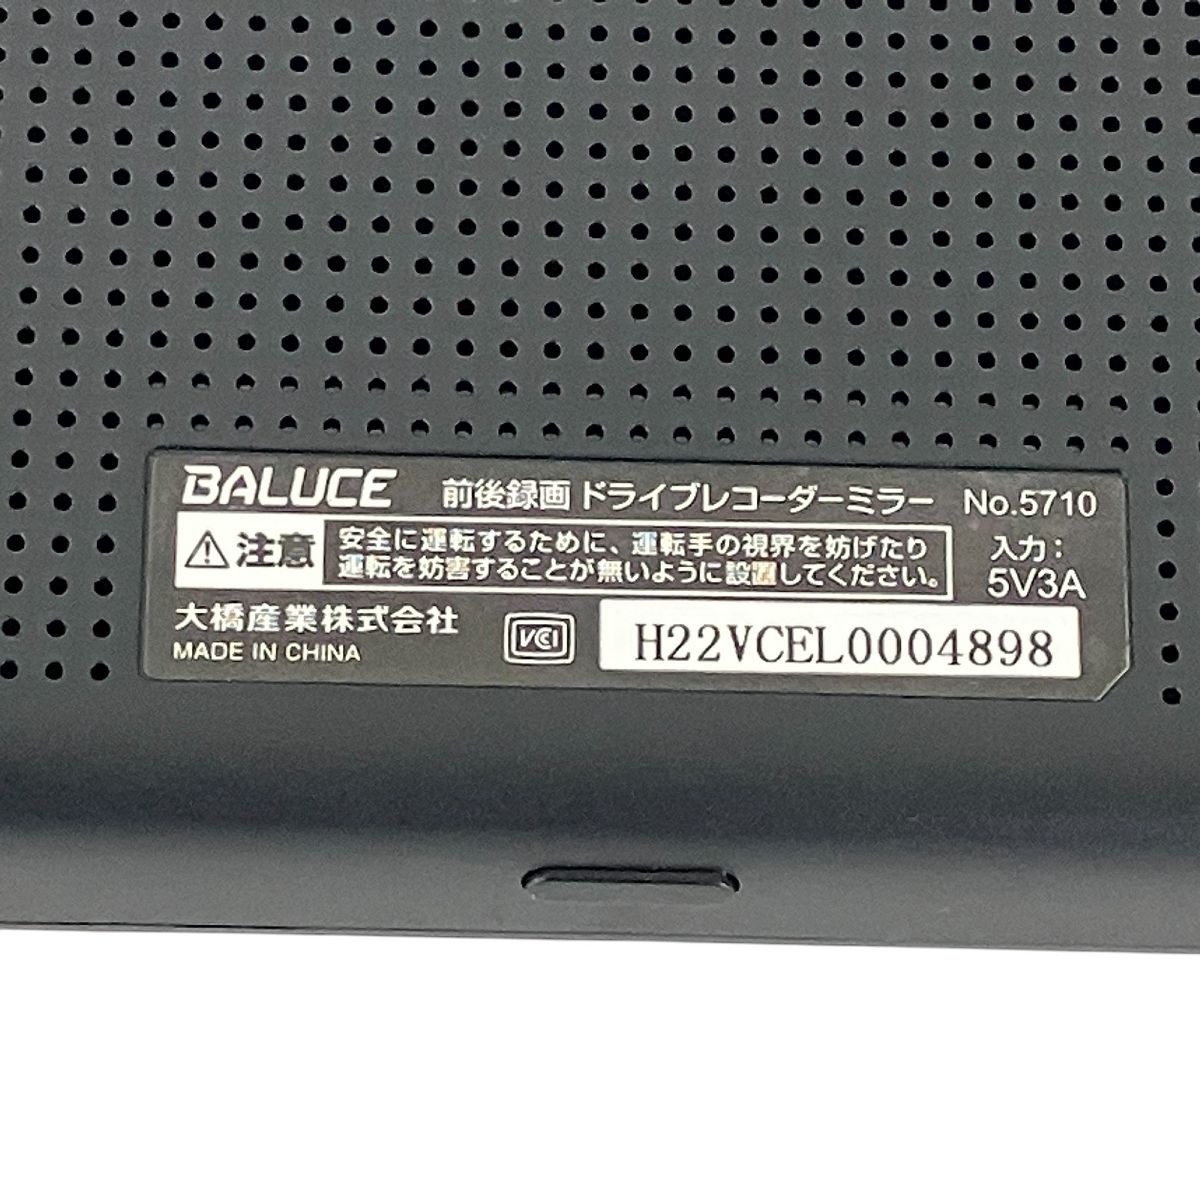 BALUCE 前後録画 ドライブレコーダーミラー No.5710
注意 安全に運転するために、運転手の視界を妨げたり
運転を妨害することが無いように設置してください。
入力：
5V3A
大橋産業株式会社
MADE IN CHINA
VCCI
H22VCEL0004898